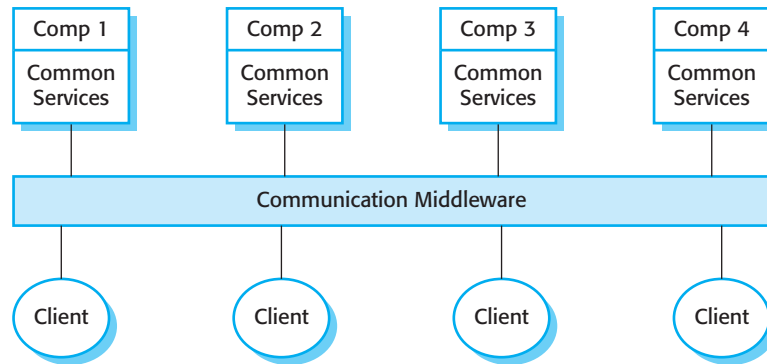 Comp 1
Common
Services
Comp 2
Common
Services
Comp 3
Common
Services
Comp 4
Common
Services
Communication Middleware
Client
Client
Client
Client